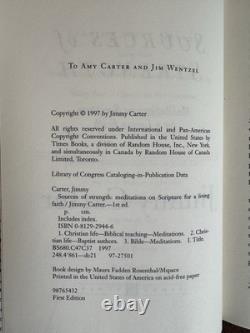 SOURCES of
To Amy Carter and Jim Wentzel
Copyright © 1997 by Jimmy Carter
All rights reserved under International and Pan-American
Copyright Conventions. Published in the United States by
Times Books, a division of Random House, Inc., New York,
and simultaneously in Canada by Random House of Canada
Limited, Toronto.
Library of Congress Cataloging-in-Publication Data
Carter, Jimmy
Sources of strength: meditations on Scripture for a living
faith / Jimmy Carter.—1st ed.
p. cm.
Includes index.
ISBN 0-8129-2944-6
1. Christian life—Biblical teaching—Meditations. 2. Chris-
tian life—Baptist authors. 3. Bible—Meditations. I. Title.
BS680.C47C37 1997
248.4'861—dc21 97-27501
Book design by Maura Fadden Rosenthal/Mspace
Printed in the United States of America on acid-free paper
98765432
First Edition